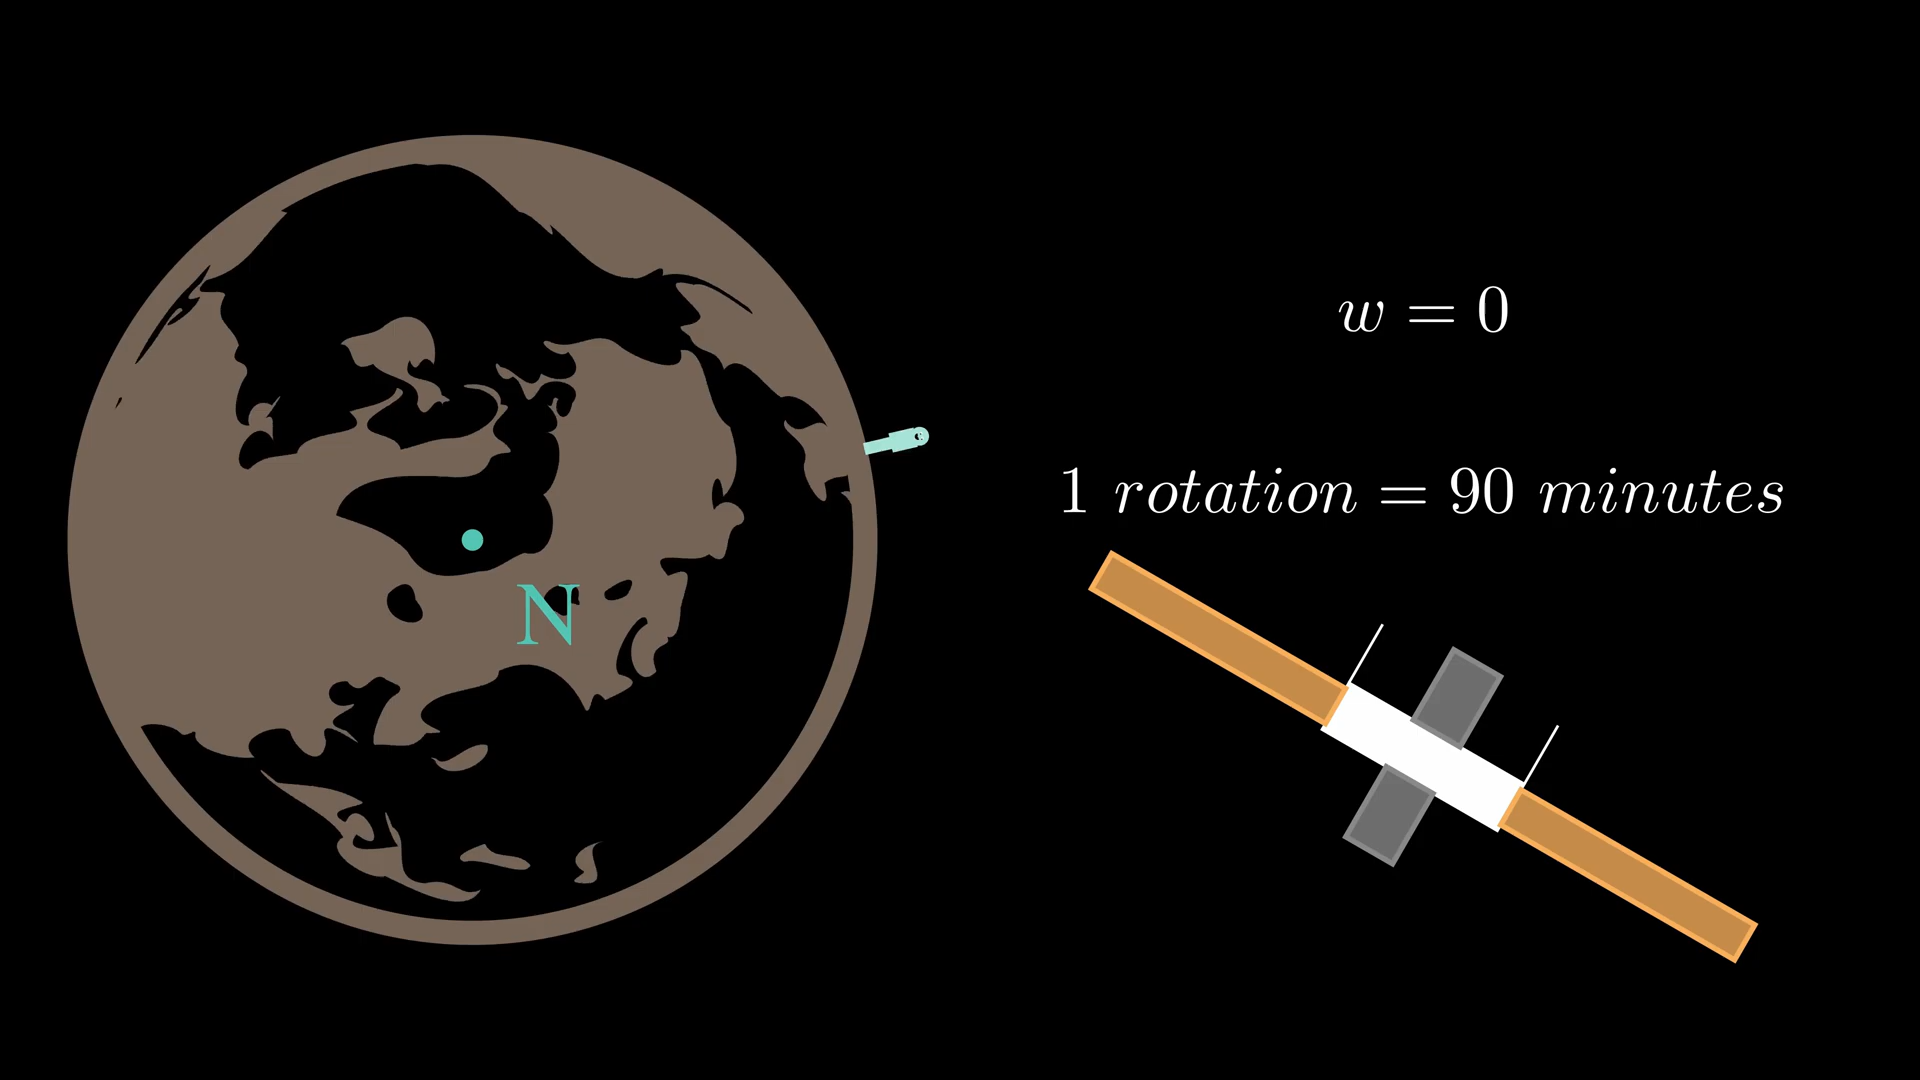 w = 0
1 rotation = 90 minutes
N